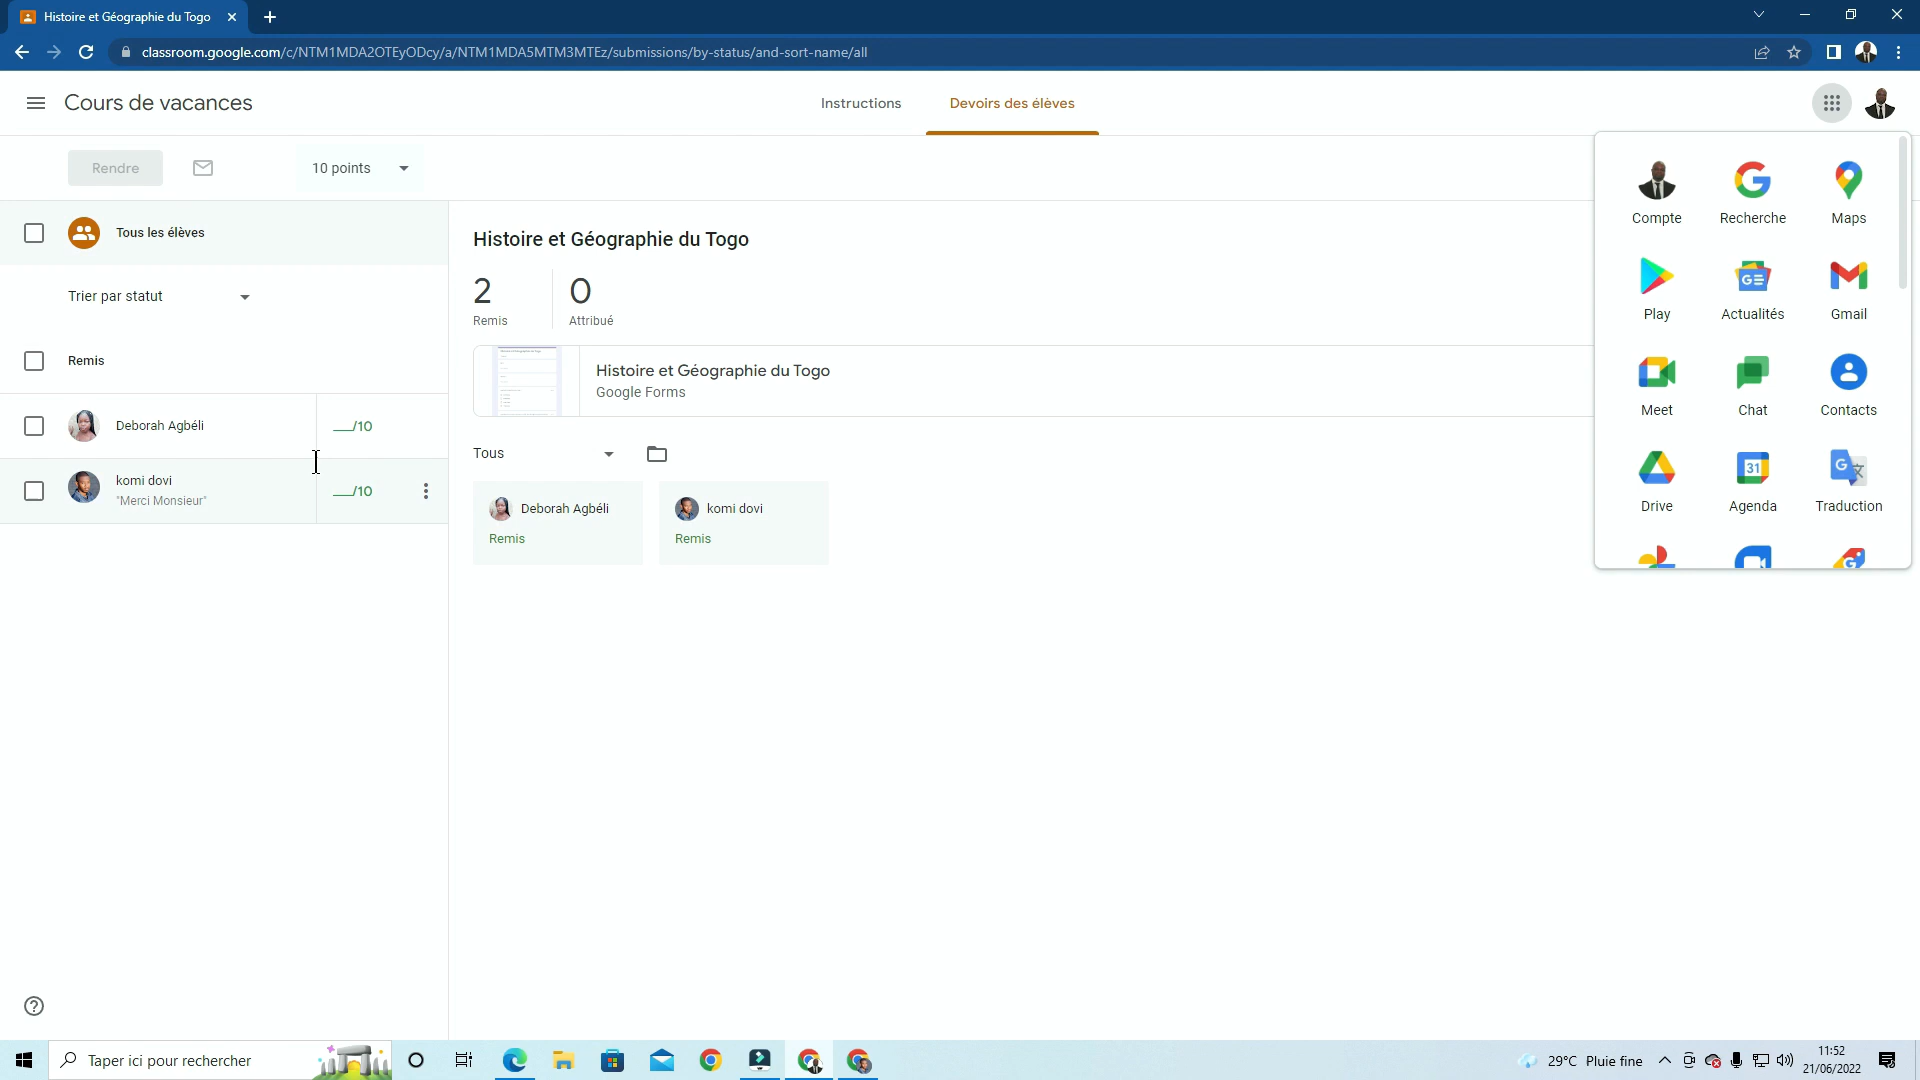 Histoire et Géographie du Togo
classroom.google.com/c/NTM1MDA2OTEyODcy/a/NTM1MDA5MTM3MTEz/submissions/by-status/and-sort-name/all
Cours de vacances
Instructions
Devoirs des élèves
Rendre
10 points
Tous les élèves
Trier par statut
Remis
Deborah Agbéli
__/10
komi dovi
"Merci Monsieur"
__/10
Histoire et Géographie du Togo
2
0
Remis
Attribué
Histoire et Géographie du Togo
Google Forms
Tous
Deborah Agbéli
Remis
komi dovi
Remis
Compte
Recherche
Maps
Play
Actualités
Gmail
Meet
Chat
Contacts
Drive
31
Agenda
Traduction
Taper ici pour rechercher
29°C Pluie fine
11:52
21/06/2022